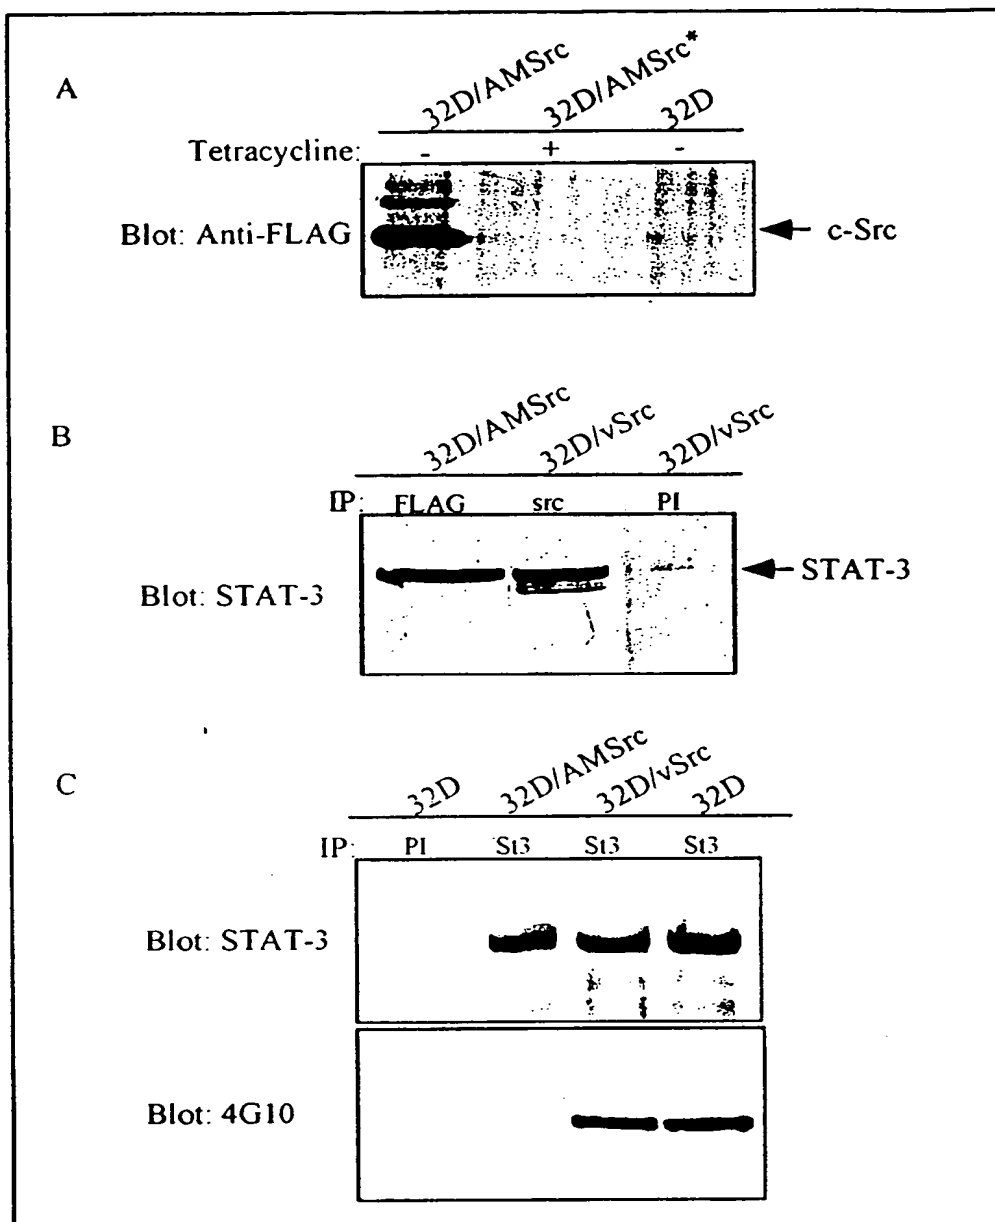 A
32D/AMSrc 32D/AMSrc* 32D
Tetracycline: - + -
Blot: Anti-FLAG c-Src
B
32D/AMSrc 32D/vSrc 32D/vSrc
IP: FLAG src PI
Blot: STAT-3 STAT-3
C
32D 32D/AMSrc 32D/vSrc 32D
IP: PI St3 St3 St3
Blot: STAT-3
Blot: 4G10